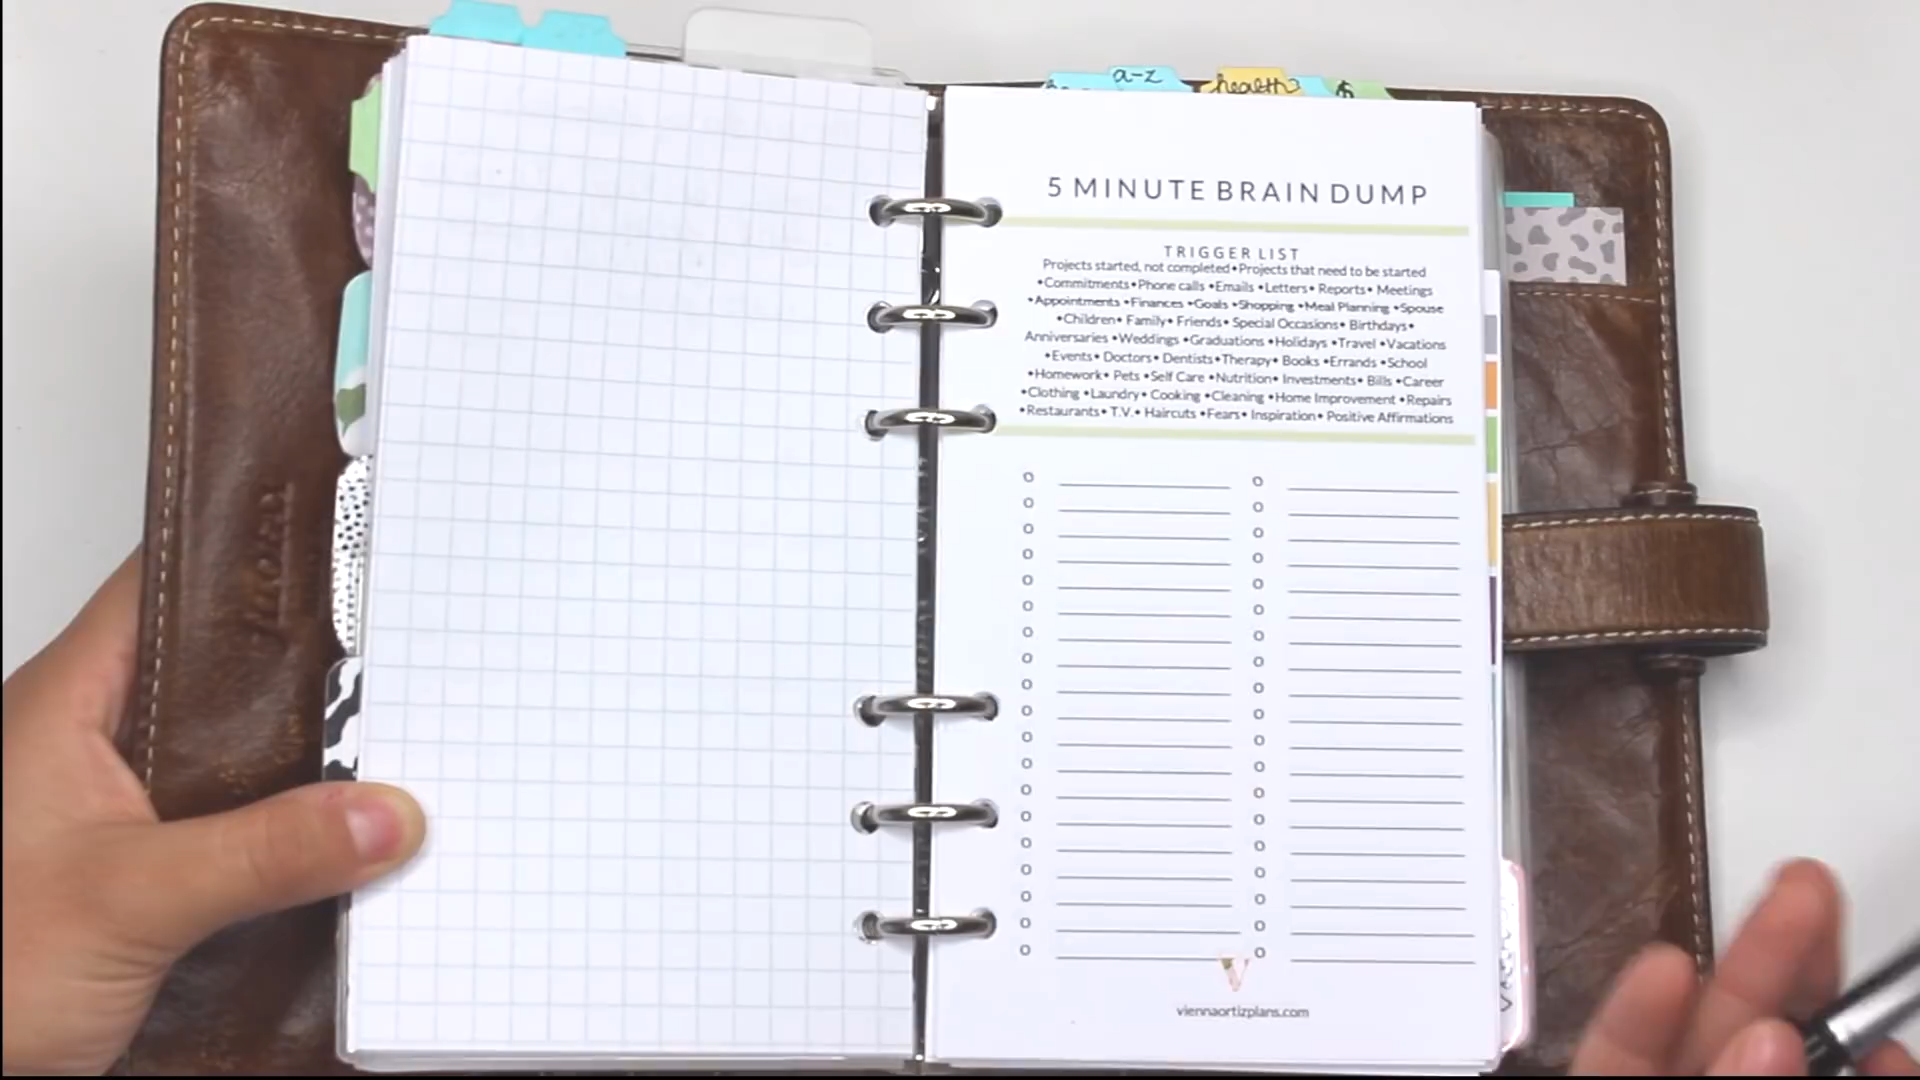 a-z
health
$
5 MINUTE BRAIN DUMP
TRIGGER LIST
Projects started, not completed•Projects that need to be started
•Commitments•Phone calls •Emails •Letters• Reports• Meetings
•Appointments •Finances •Goals •Shopping •Meal Planning •Spouse
•Children• Family• Friends• Special Occasions• Birthdays•
Anniversaries •Weddings •Graduations •Holidays •Travel •Vacations
•Events• Doctors• Dentists•Therapy• Books •Errands •School
•Homework• Pets •Self Care •Nutrition• Investments• Bills •Career
•Clothing •Laundry• Cooking •Cleaning •Home Improvement •Repairs
•Restaurants• T.V.• Haircuts •Fears• Inspiration• Positive Affirmations
V
viennaortizplans.com